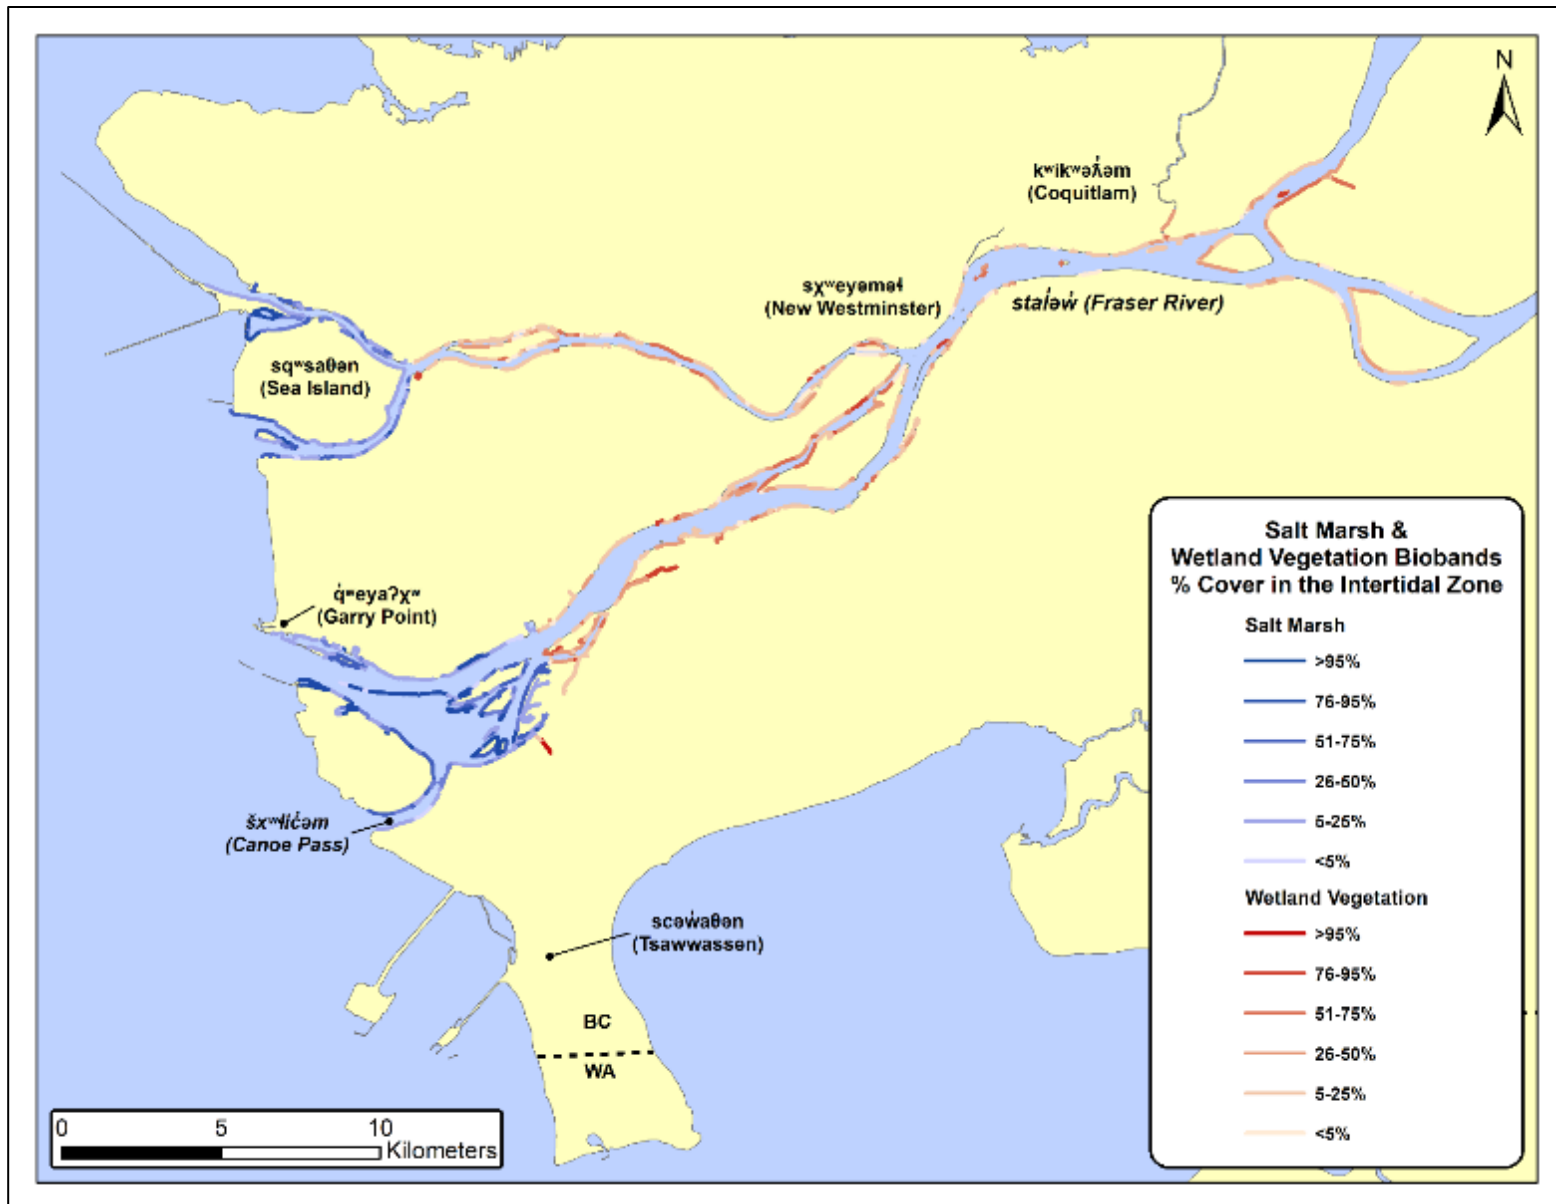 N
kʷikʷəƛ̓əm
(Coquitlam)
sχʷeyəməɬ
(New Westminster)
stal̓əw̓ (Fraser River)
sqʷsaθən
(Sea Island)
q̓ʷeyaʔχʷ
(Garry Point)
šxʷɬic̓əm
(Canoe Pass)
scəw̓aθən
(Tsawwassen)
BC
WA
0 5 10
Kilometers
Salt Marsh &
Wetland Vegetation Biobands
% Cover in the Intertidal Zone
Salt Marsh
>95%
76-95%
51-75%
26-50%
5-25%
<5%
Wetland Vegetation
>95%
76-95%
51-75%
26-50%
5-25%
<5%